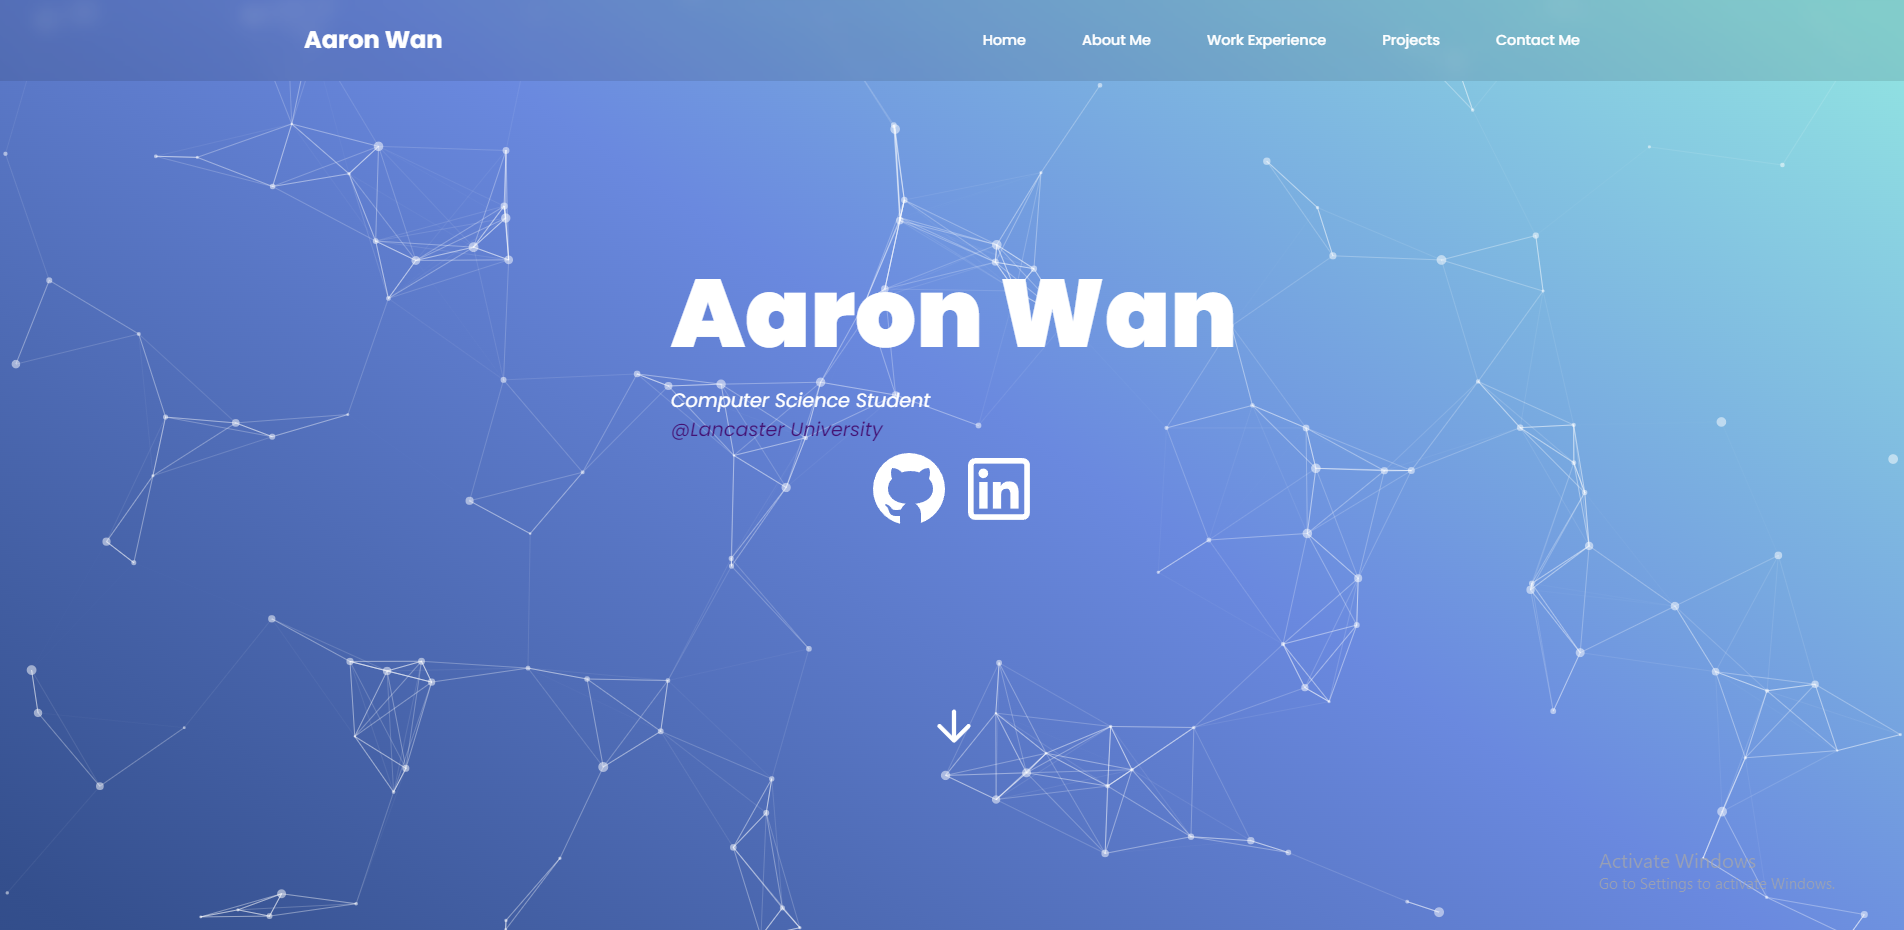 Aaron Wan
Home About Me Work Experience Projects Contact Me
Aaron Wan
Computer Science Student
@Lancaster University
in
Activate Windows
Go to Settings to activate Windows.